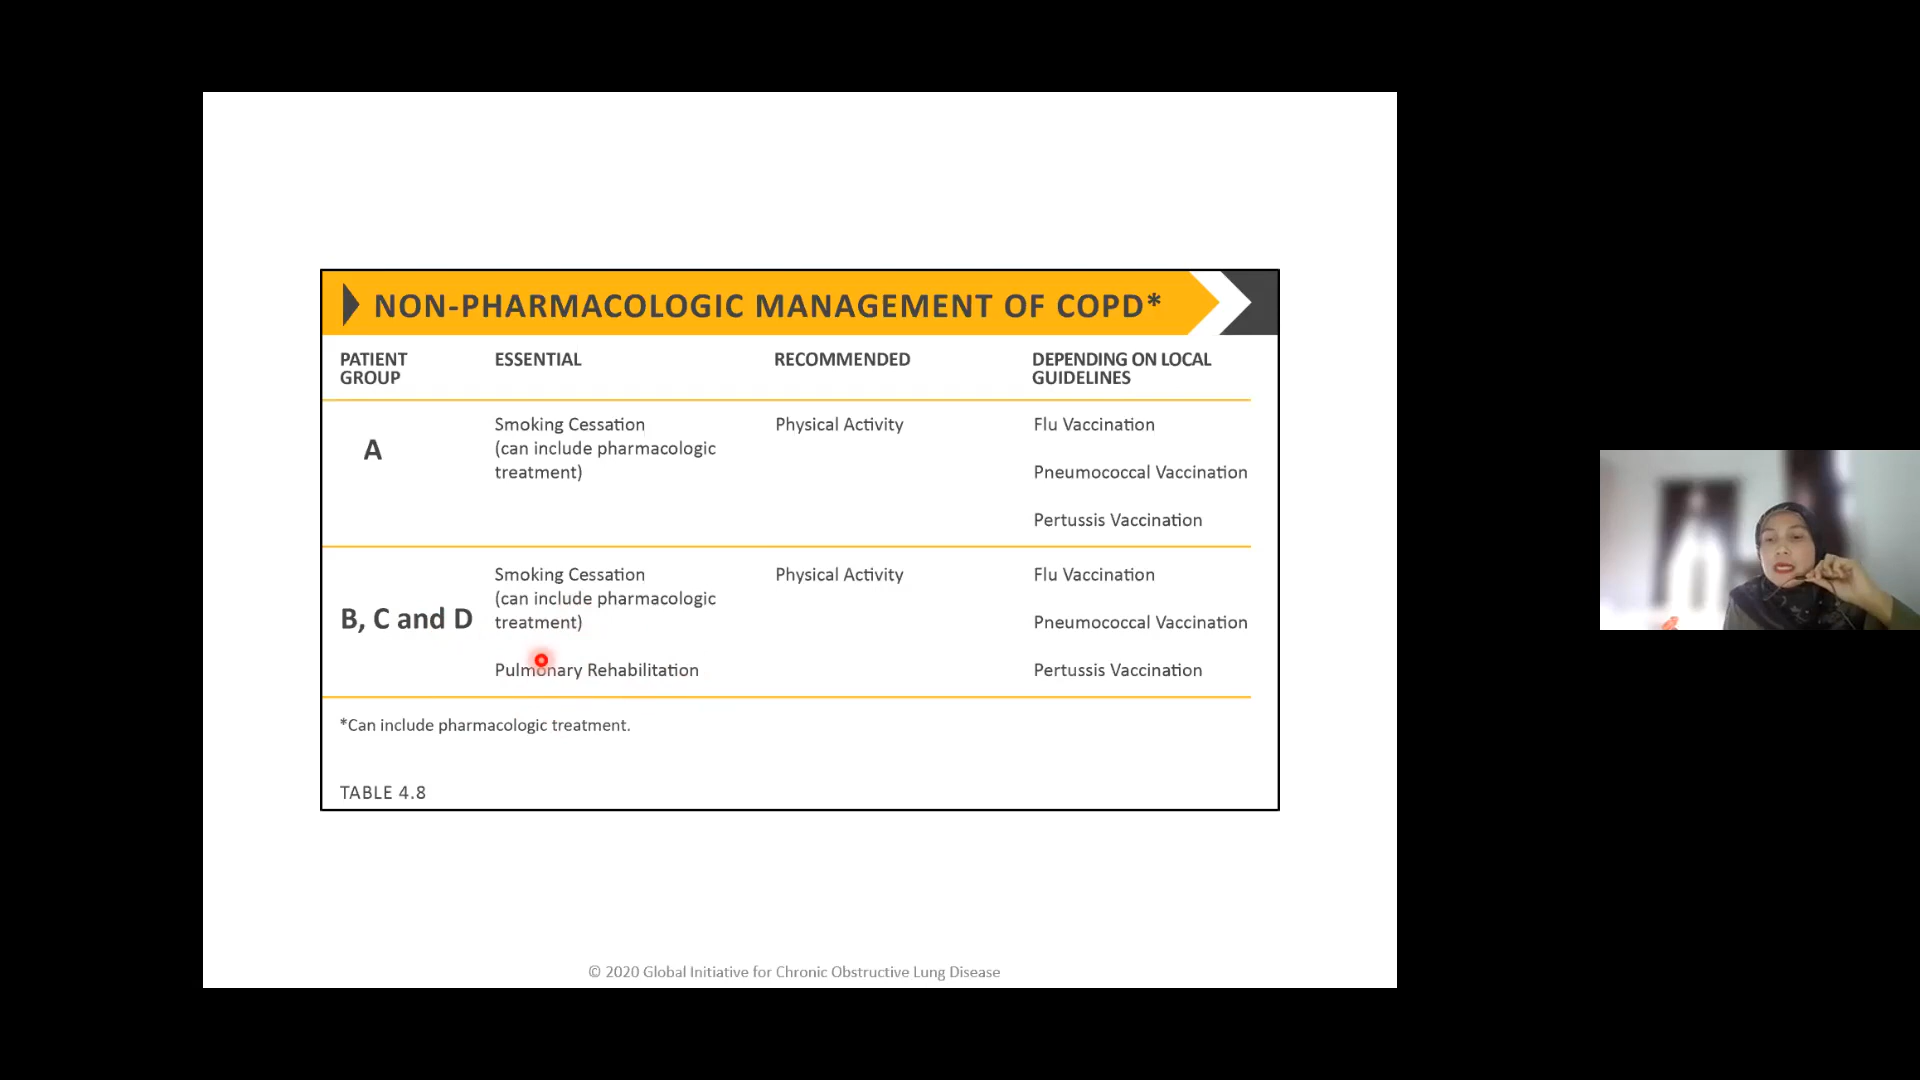 NON-PHARMACOLOGIC MANAGEMENT OF COPD*
PATIENT GROUP
ESSENTIAL
RECOMMENDED
DEPENDING ON LOCAL GUIDELINES
A
Smoking Cessation
(can include pharmacologic
treatment)
Physical Activity
Flu Vaccination
Pneumococcal Vaccination
Pertussis Vaccination
B, C and D
Smoking Cessation
(can include pharmacologic
treatment)
Pulmonary Rehabilitation
Physical Activity
Flu Vaccination
Pneumococcal Vaccination
Pertussis Vaccination
*Can include pharmacologic treatment.
TABLE 4.8
© 2020 Global Initiative for Chronic Obstructive Lung Disease